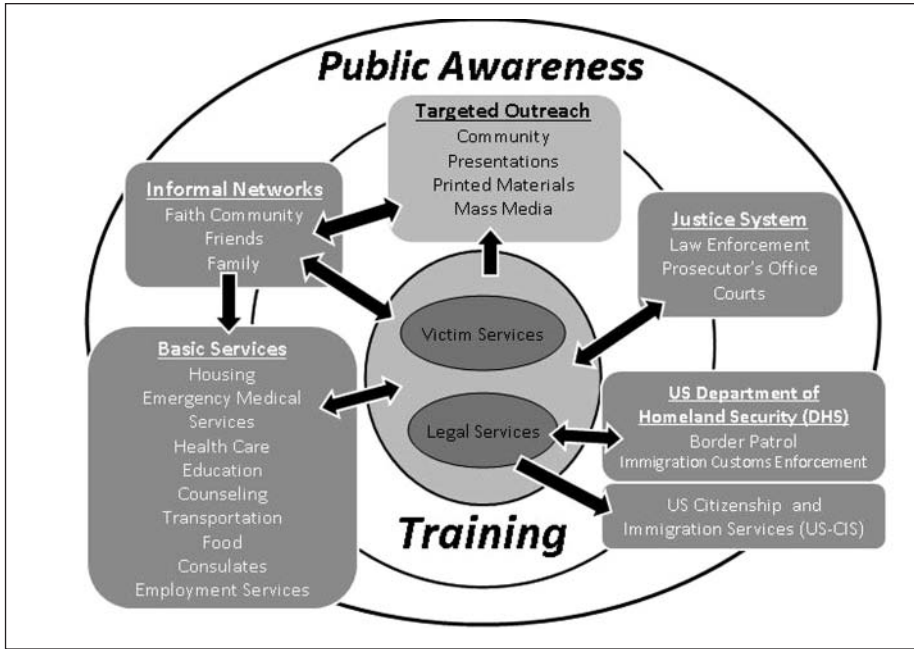 Public Awareness
Targeted Outreach
Community
Presentations
Printed Materials
Mass Media
Informal Networks
Faith Community
Friends
Family
Justice System
Law Enforcement
Prosecutor's Office
Courts
Victim Services
Basic Services
Housing
Emergency Medical
Services
Health Care
Education
Counseling
Transportation
Food
Consulates
Employment Services
Legal Services
US Department of
Homeland Security (DHS)
Border Patrol
Immigration Customs Enforcement
US Citizenship and
Immigration Services (US-CIS)
Training